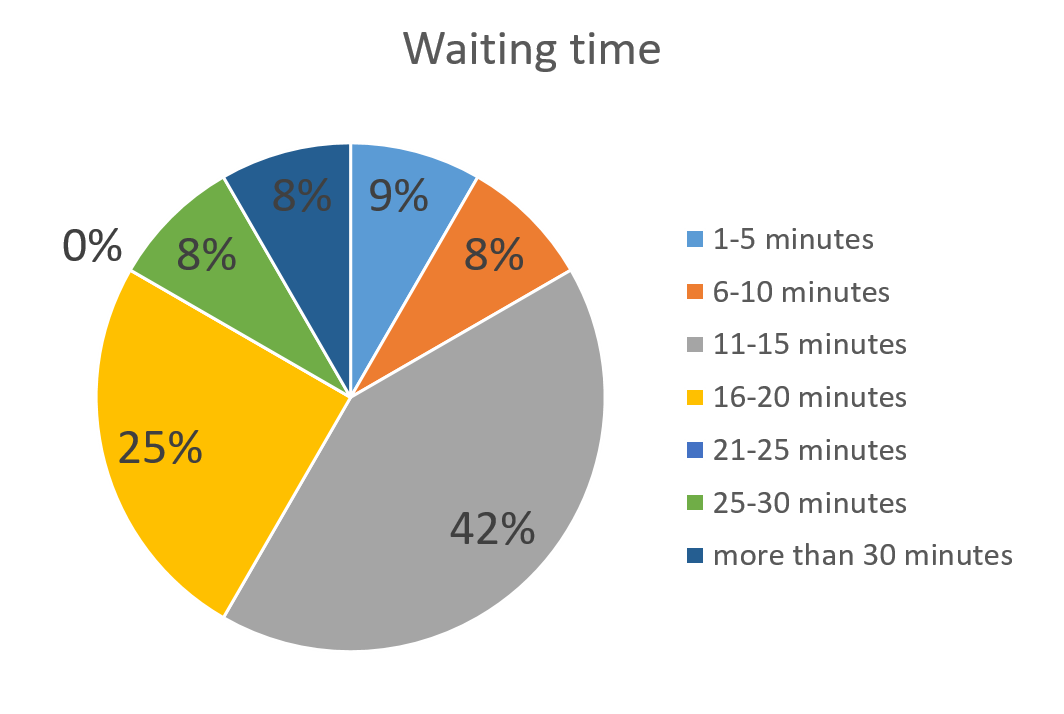 Waiting time
8%
9%
0%
8%
8%
25%
42%
1-5 minutes
6-10 minutes
11-15 minutes
16-20 minutes
21-25 minutes
25-30 minutes
more than 30 minutes